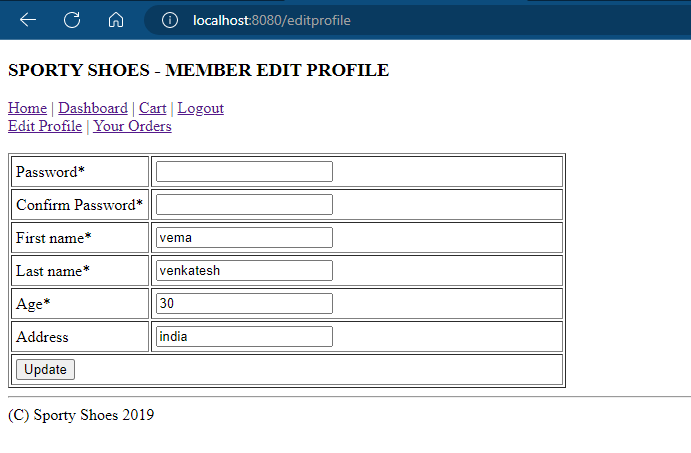 localhost:8080/editprofile
SPORTY SHOES - MEMBER EDIT PROFILE
Home | Dashboard | Cart | Logout
Edit Profile | Your Orders
Password*
Confirm Password*
First name* vema
Last name* venkatesh
Age* 30
Address india
Update
(C) Sporty Shoes 2019